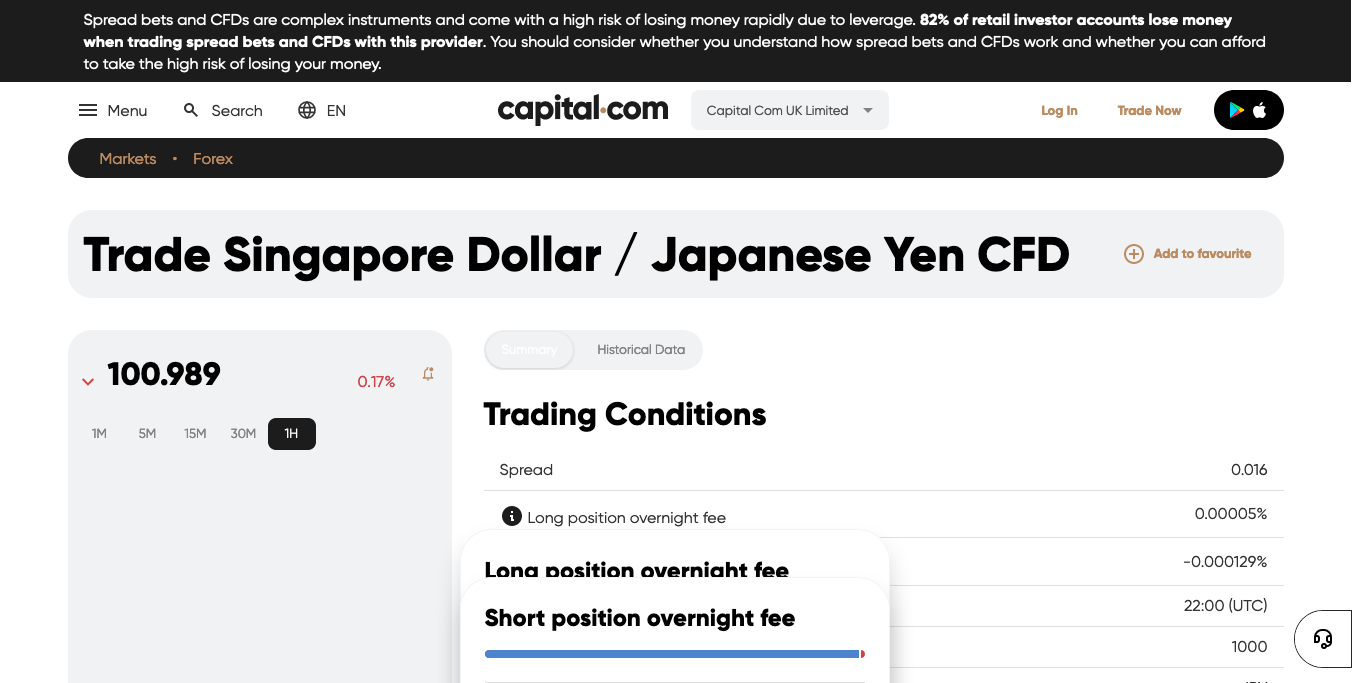 Spread bets and CFDs are complex instruments and come with a high risk of losing money rapidly due to leverage. 82% of retail investor accounts lose money
when trading spread bets and CFDs with this provider. You should consider whether you understand how spread bets and CFDs work and whether you can afford
to take the high risk of losing your money.
Menu Search EN capital.com Capital Com UK Limited Log In Trade Now
Markets • Forex
Trade Singapore Dollar / Japanese Yen CFD Add to favourite
100.989 0.17%
1M 5M 15M 30M 1H
Summary Historical Data
Trading Conditions
Spread 0.016
Long position overnight fee 0.00005%
-0.000129%
22:00 (UTC)
1000
Long position overnight fee
Short position overnight fee